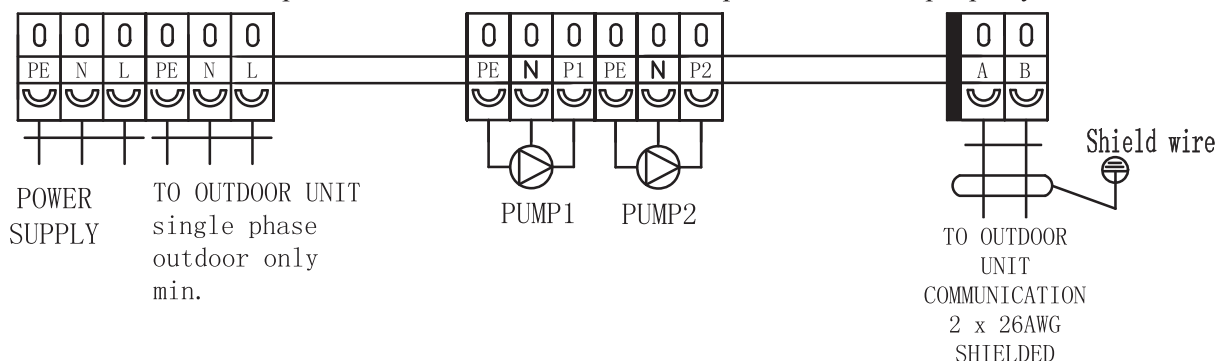 0 0 0 0 0 0 0 0 0 0 0 0 0 0
PE N L PE N L PE N P1 PE N P2 A B
Shield wire
POWER
SUPPLY
TO OUTDOOR UNIT
single phase
outdoor only
min.
PUMP1 PUMP2
TO OUTDOOR
UNIT
COMMUNICATION
2 x 26AWG
SHIELDED